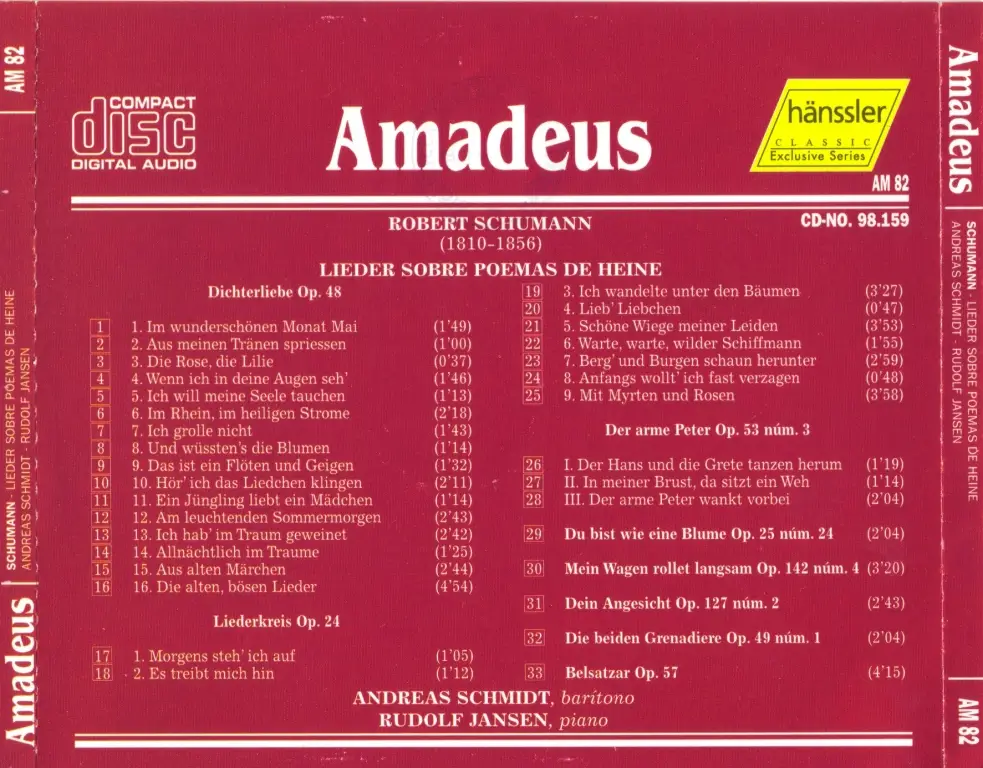 AM 82
SCHUMANN - LIEDER SOBRE POEMAS DE HEINE
ANDREAS SCHMIDT - RUDOLF JANSEN
Amadeus
COMPACT
disc
DIGITAL AUDIO
Amadeus
hänssler
CLASSIC
Exclusive Series
AM 82
CD-NO. 98.159
ROBERT SCHUMANN
(1810-1856)
LIEDER SOBRE POEMAS DE HEINE
Dichterliebe Op. 48
1 1. Im wunderschönen Monat Mai (1'49)
2 2. Aus meinen Tränen spriessen (1'00)
3 3. Die Rose, die Lilie (0'37)
4 4. Wenn ich in deine Augen seh' (1'46)
5 5. Ich will meine Seele tauchen (1'13)
6 6. Im Rhein, im heiligen Strome (2'18)
7 7. Ich grolle nicht (1'43)
8 8. Und wüssten's die Blumen (1'14)
9 9. Das ist ein Flöten und Geigen (1'32)
10 10. Hör' ich das Liedchen klingen (2'11)
11 11. Ein Jüngling liebt ein Mädchen (1'14)
12 12. Am leuchtenden Sommermorgen (2'43)
13 13. Ich hab' im Traum geweinet (2'42)
14 14. Allnächtlich im Traume (1'25)
15 15. Aus alten Märchen (2'44)
16 16. Die alten, bösen Lieder (4'54)
Liederkreis Op. 24
17 1. Morgens steh' ich auf (1'05)
18 2. Es treibt mich hin (1'12)
19 3. Ich wandelte unter den Bäumen (3'27)
20 4. Lieb' Liebchen (0'47)
21 5. Schöne Wiege meiner Leiden (3'53)
22 6. Warte, warte, wilder Schiffmann (1'55)
23 7. Berg' und Burgen schaun herunter (2'59)
24 8. Anfangs wollt' ich fast verzagen (0'48)
25 9. Mit Myrten und Rosen (3'58)
Der arme Peter Op. 53 núm. 3
26 I. Der Hans und die Grete tanzen herum (1'19)
27 II. In meiner Brust, da sitzt ein Weh (1'14)
28 III. Der arme Peter wankt vorbei (2'04)
29 Du bist wie eine Blume Op. 25 núm. 24 (2'04)
30 Mein Wagen rollet langsam Op. 142 núm. 4 (3'20)
31 Dein Angesicht Op. 127 núm. 2 (2'43)
32 Die beiden Grenadiere Op. 49 núm. 1 (2'04)
33 Belsatzar Op. 57 (4'15)
ANDREAS SCHMIDT, barítono
RUDOLF JANSEN, piano
Amadeus
SCHUMANN - LIEDER SOBRE POEMAS DE HEINE
ANDREAS SCHMIDT - RUDOLF JANSEN
AM 82